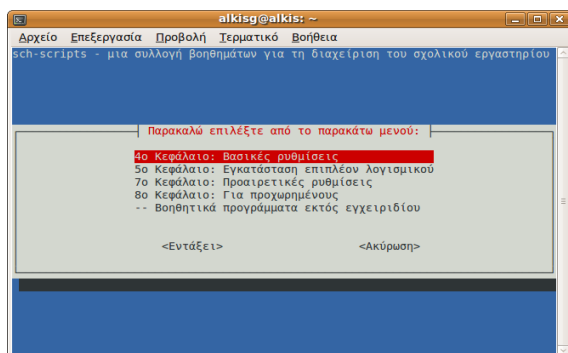 alkisg@alkis: ~
Αρχείο Επεξεργασία Προβολή Τερματικό Βοήθεια
sch-scripts - μια συλλογή βοηθημάτων για τη διαχείριση του σχολικού εργαστηρίου
Παρακαλώ επιλέξτε από το παρακάτω μενού:
4ο Κεφάλαιο: Βασικές ρυθμίσεις
5ο Κεφάλαιο: Εγκατάσταση επιπλέον λογισμικού
7ο Κεφάλαιο: Προαιρετικές ρυθμίσεις
8ο Κεφάλαιο: Για προχωρημένους
-- Βοηθητικά προγράμματα εκτός εγχειριδίου
<Εντάξει> <Ακύρωση>